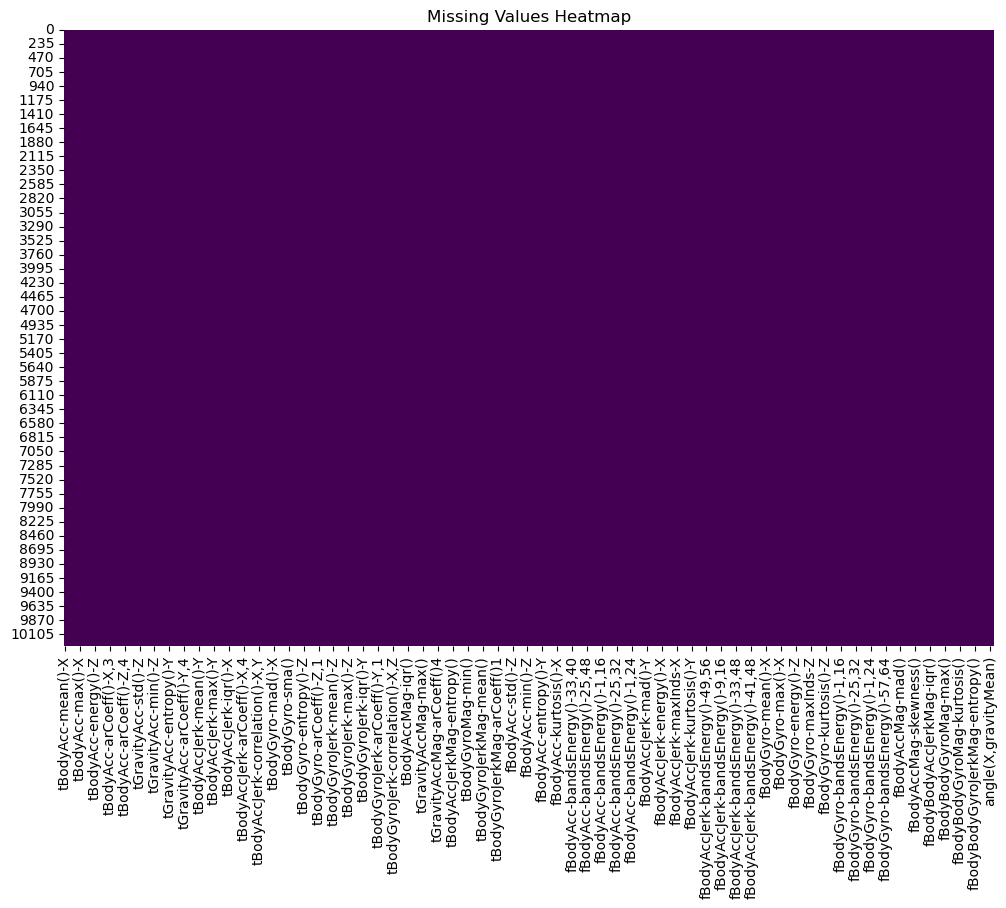 Missing Values Heatmap
0
235
470
705
940
1175
1410
1645
1880
2115
2350
2585
2820
3055
3290
3525
3760
3995
4230
4465
4700
4935
5170
5405
5640
5875
6110
6345
6580
6815
7050
7285
7520
7755
7990
8225
8460
8695
8930
9165
9400
9635
9870
10105
tBodyAcc-mean()-X
tBodyAcc-max()-X
tBodyAcc-energy()-Z
tBodyAcc-arCoeff()-X,3
tBodyAcc-arCoeff()-Z,4
tGravityAcc-std()-Z
tGravityAcc-min()-Z
tGravityAcc-entropy()-Y
tGravityAcc-arCoeff()-Y,4
tBodyAccJerk-mean()-Y
tBodyAccJerk-max()-Y
tBodyAccJerk-iqr()-X
tBodyAccJerk-arCoeff()-X,4
tBodyAccJerk-correlation()-X,Y
tBodyGyro-mad()-X
tBodyGyro-sma()
tBodyGyro-entropy()-Z
tBodyGyro-arCoeff()-Z,1
tBodyGyroJerk-mean()-Z
tBodyGyroJerk-max()-Z
tBodyGyroJerk-iqr()-Y
tBodyGyroJerk-arCoeff()-Y,1
tBodyGyroJerk-correlation()-X,Z
tBodyAccMag-iqr()
tGravityAccMag-max()
tGravityAccMag-arCoeff()4
tBodyAccJerkMag-entropy()
tBodyGyroMag-min()
tBodyGyroJerkMag-mean()
tBodyGyroJerkMag-arCoeff()1
fBodyAcc-std()-Z
fBodyAcc-min()-Z
fBodyAcc-entropy()-Y
fBodyAcc-kurtosis()-X
fBodyAcc-bandsEnergy()-33,40
fBodyAcc-bandsEnergy()-25,48
fBodyAcc-bandsEnergy()-1,16
fBodyAcc-bandsEnergy()-25,32
fBodyAcc-bandsEnergy()-1,24
fBodyAccJerk-mad()-Y
fBodyAccJerk-energy()-X
fBodyAccJerk-maxInds-X
fBodyAccJerk-kurtosis()-Y
fBodyAccJerk-bandsEnergy()-49,56
fBodyAccJerk-bandsEnergy()-9,16
fBodyAccJerk-bandsEnergy()-33,48
fBodyAccJerk-bandsEnergy()-41,48
fBodyGyro-mean()-X
fBodyGyro-max()-X
fBodyGyro-energy()-Z
fBodyGyro-maxInds-Z
fBodyGyro-kurtosis()-Z
fBodyGyro-bandsEnergy()-1,16
fBodyGyro-bandsEnergy()-25,32
fBodyGyro-bandsEnergy()-1,24
fBodyGyro-bandsEnergy()-57,64
fBodyAccMag-mad()
fBodyAccMag-skewness()
fBodyBodyAccJerkMag-iqr()
fBodyBodyGyroMag-max()
fBodyBodyGyroMag-kurtosis()
fBodyBodyGyroJerkMag-entropy()
angle(X,gravityMean)